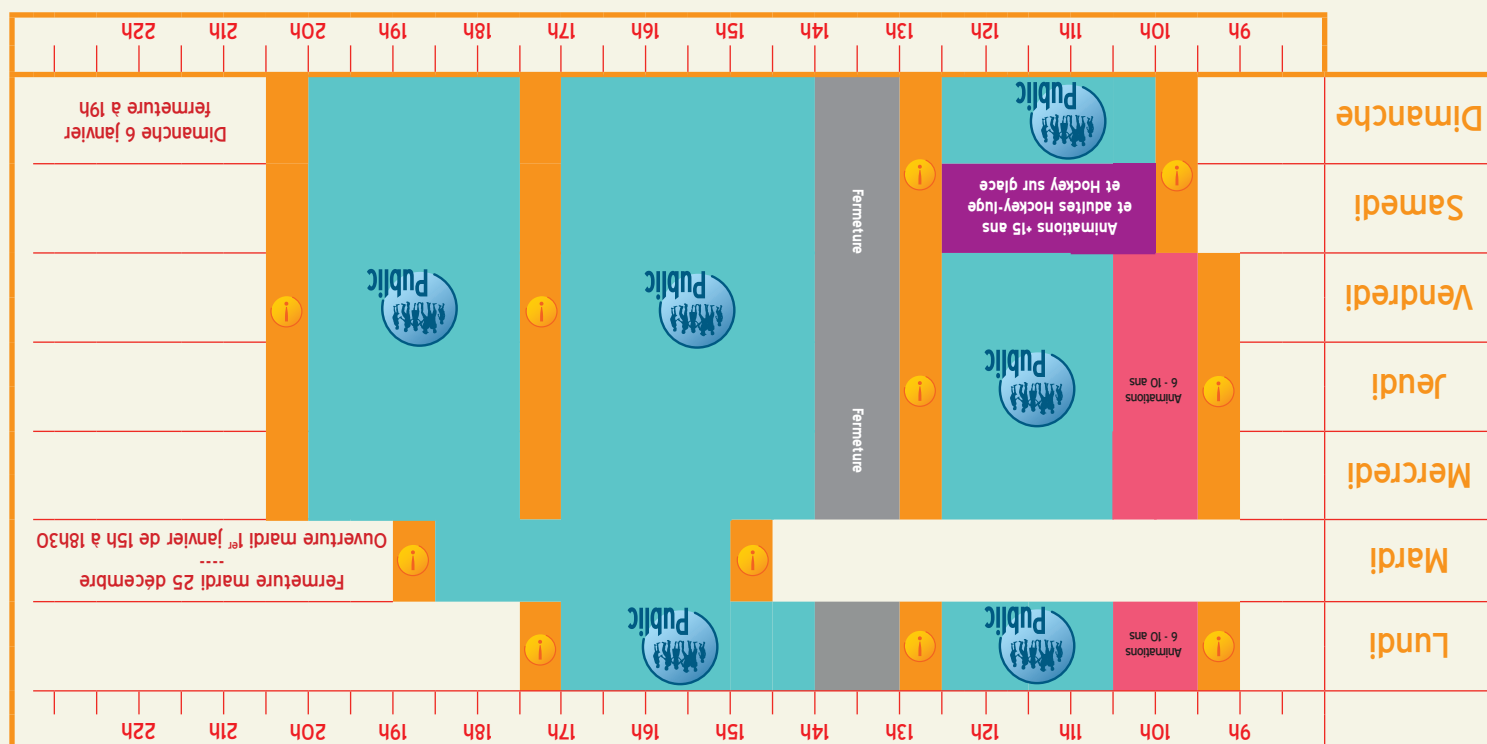 9h 10h 11h 12h 13h 14h 15h 16h 17h 18h 19h 20h 21h 22h
Lundi
!
Animations
6 - 10 ans
Public
!
Public
!
Mardi
!
!
Fermeture mardi 25 décembre
----
Ouverture mardi 1er janvier de 15h à 18h30
Mercredi
Jeudi
!
Animations
6 - 10 ans
Public
!
Fermeture
Vendredi
Public
!
Public
!
Samedi
!
Animations +15 ans
et adultes Hockey-luge
et Hockey sur glace
!
Fermeture
Dimanche
Public
Dimanche 6 janvier
fermeture à 19h
9h 10h 11h 12h 13h 14h 15h 16h 17h 18h 19h 20h 21h 22h